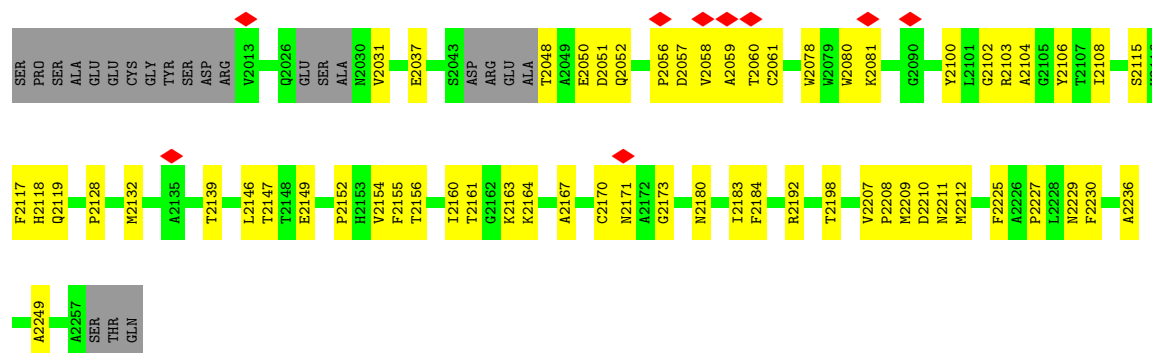 SER PRO SER ALA GLU GLU CYS GLY TYR SER ASP ARG V2013 Q2026 GLU SER ALA N2030 V2031 E2037 S2043 ASP ARG GLU ALA T2048 A2049 E2050 D2051 Q2052 P2056 D2057 V2058 A2059 T2060 C2061 W2078 W2079 W2080 K2081 G2090 Y2100 L2101 G2102 R2103 A2104 G2105 Y2106 T2107 I2108 S2115
F2117 H2118 Q2119 P2128 M2132 A2135 T2139 L2146 T2147 T2148 E2149 P2152 H2153 V2154 F2155 T2156 I2160 T2161 G2162 K2163 K2164 A2167 C2170 N2171 A2172 G2173 N2180 I2183 F2184 R2192 T2198 V2207 P2208 M2209 D2210 N2211 M2212 F2225 A2226 P2227 L2228 N2229 F2230 A2236
A2249 A2257 SER THR GLN